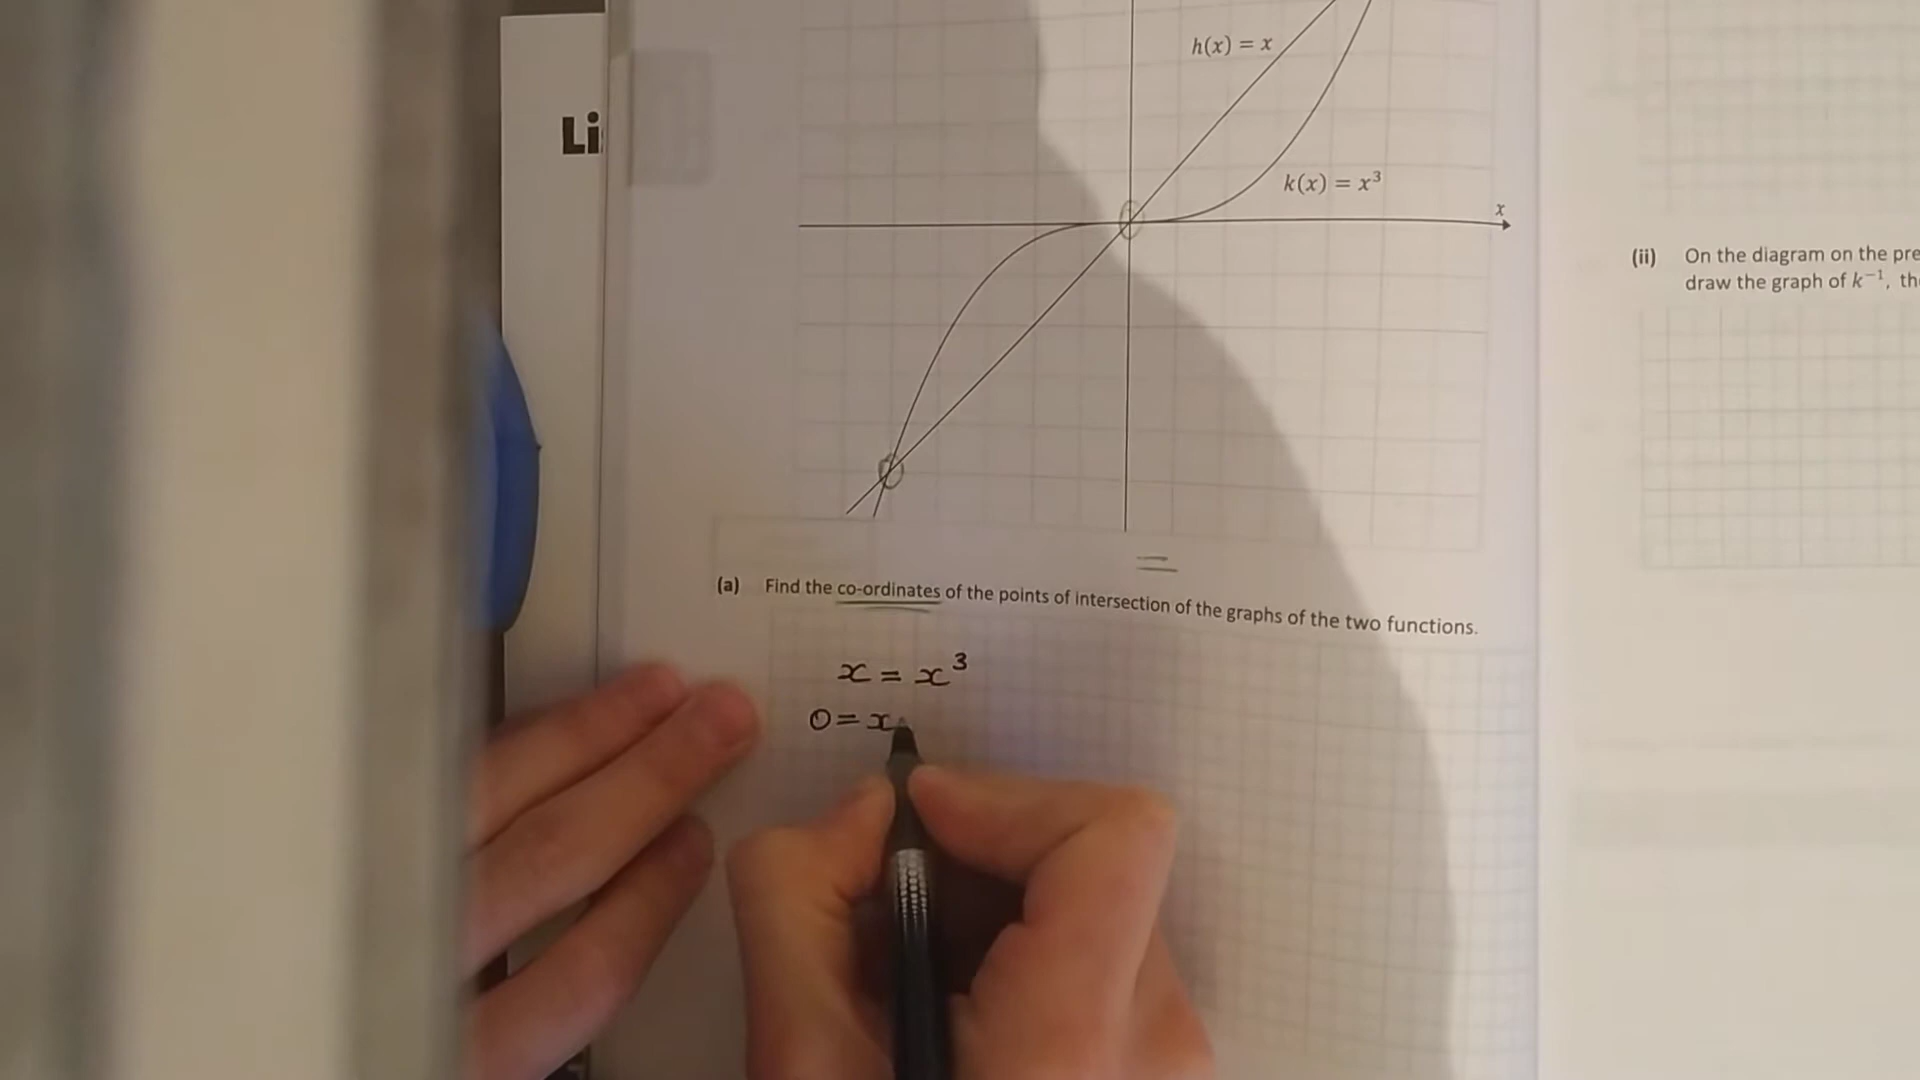 Li
h(x) = x
k(x) = x³
x
(a) Find the co-ordinates of the points of intersection of the graphs of the two functions.
x = x³
0 = x
(ii) On the diagram on the pre
draw the graph of k⁻¹, th